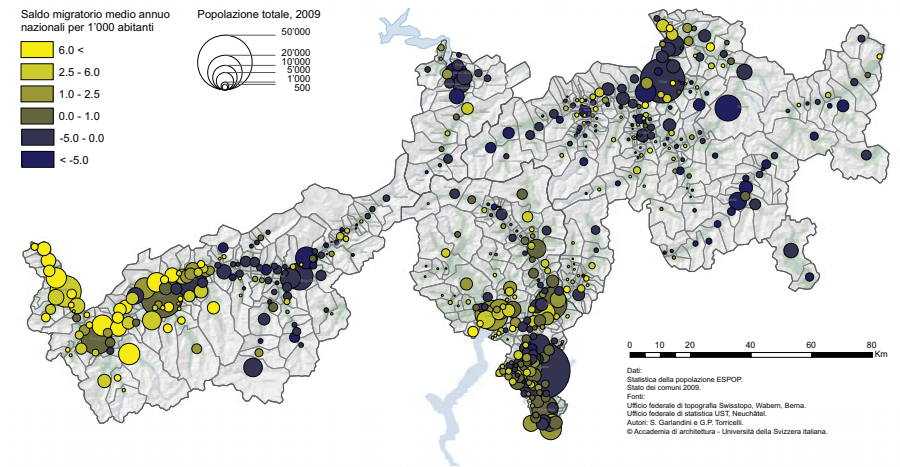 Saldo migratorio medio annuo
nazionali per 1'000 abitanti
6.0 <
2.5 - 6.0
1.0 - 2.5
0.0 - 1.0
-5.0 - 0.0
< -5.0
Popolazione totale, 2009
50'000
20'000
10'000
5'000
1'000
500
0 10 20 40 60 80
Km
Dati:
Statistica della popolazione ESPOP.
Stato dei comuni 2009.
Fonti:
Ufficio federale di topografia Swisstopo, Wabern, Berna.
Ufficio federale di statistica UST, Neuchâtel.
Autori: S. Garlandini e G.P. Torricelli.
© Accademia di architettura - Università della Svizzera italiana.